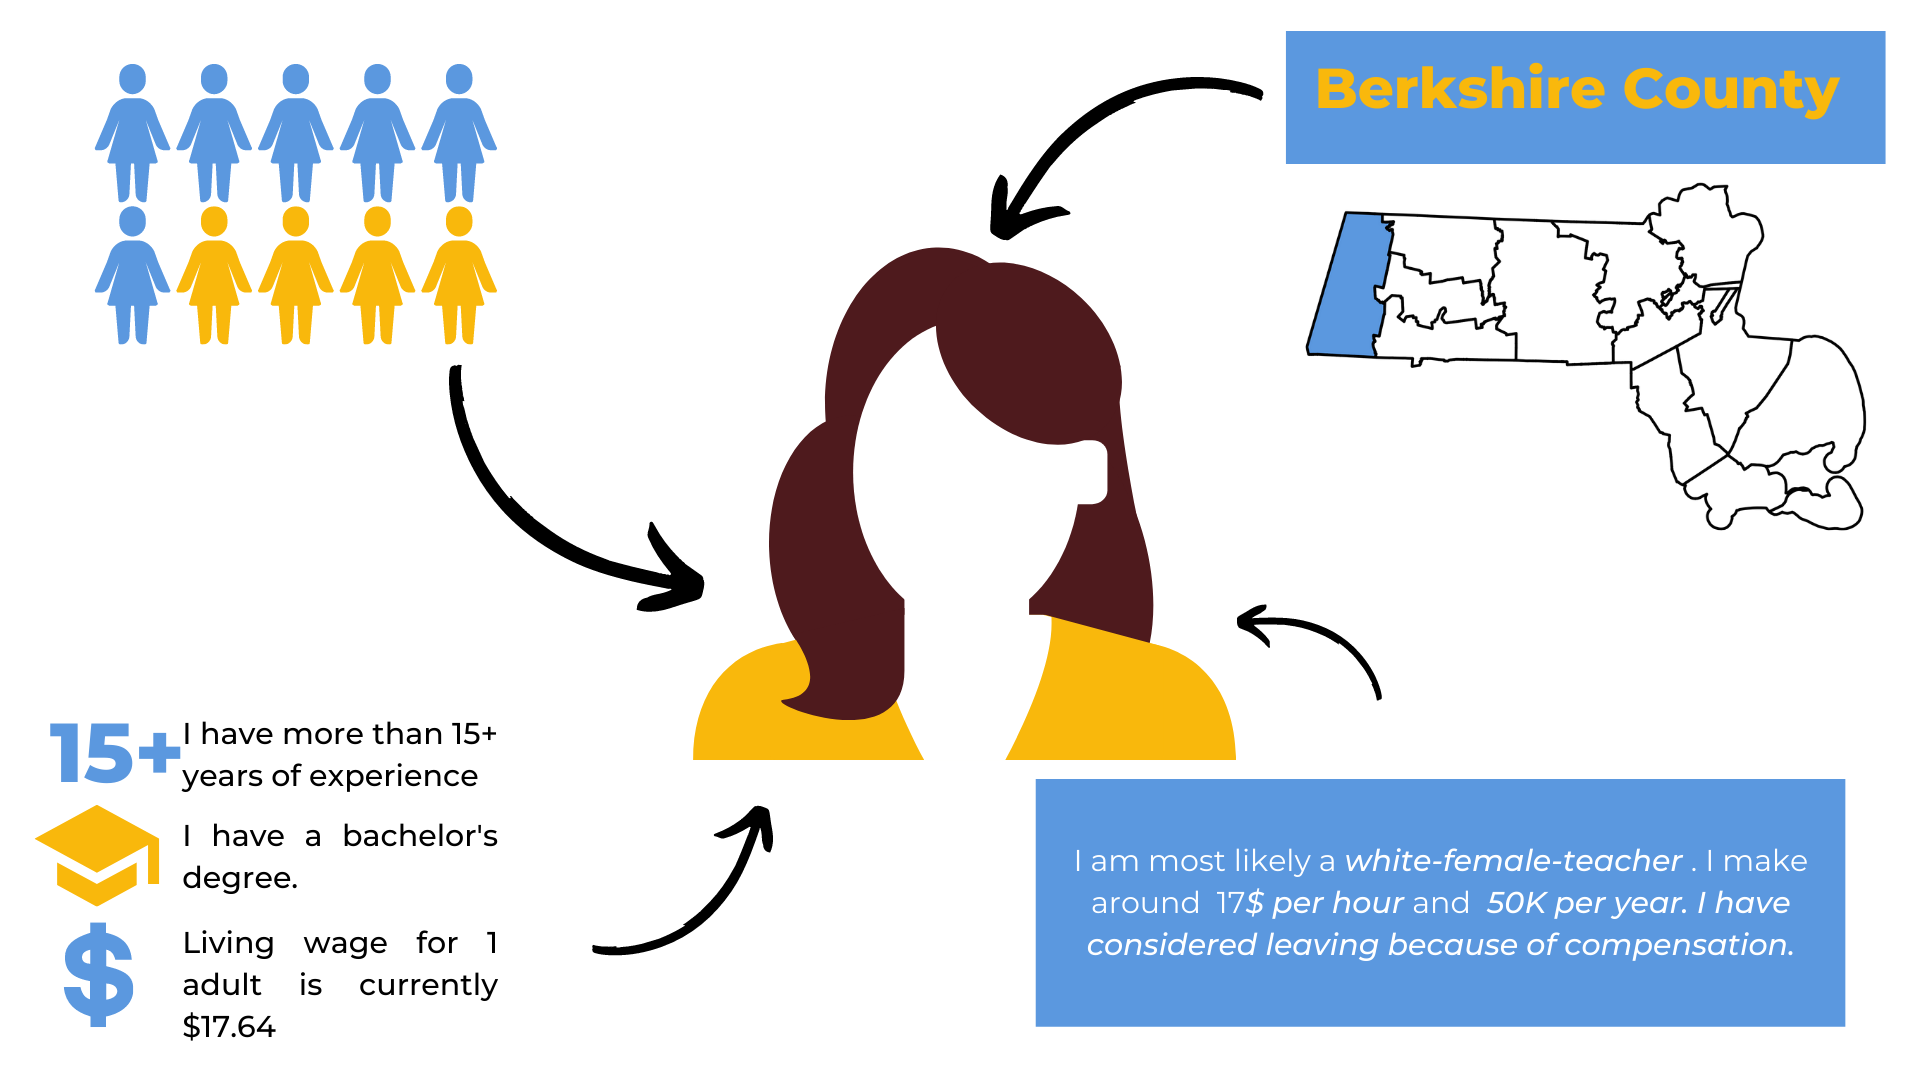 Berkshire County
15+
I have more than 15+
years of experience
I have a bachelor's
degree.
$
Living wage for 1
adult is currently
$17.64
I am most likely a white-female-teacher . I make
around 17$ per hour and 50K per year. I have
considered leaving because of compensation.